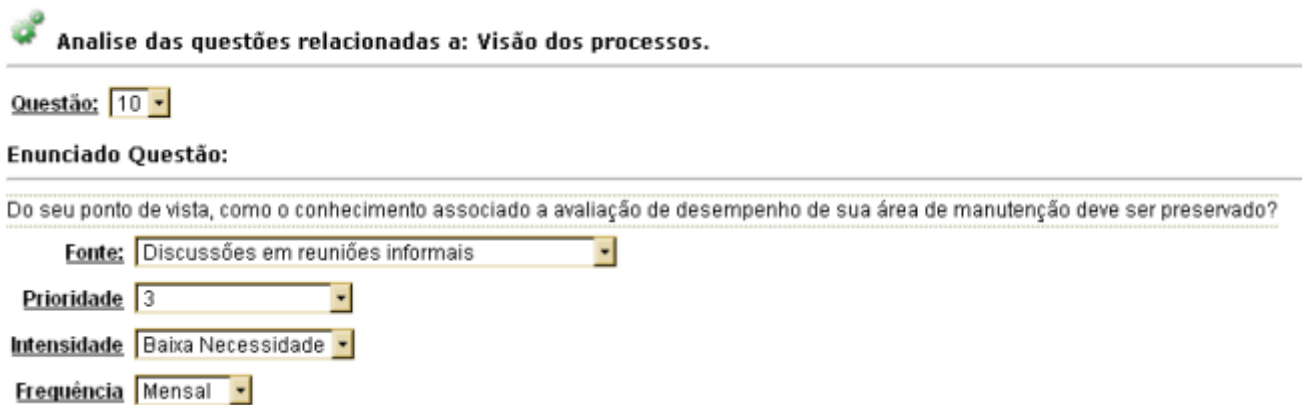 Analise das questões relacionadas a: Visão dos processos.
Questão: 10
Enunciado Questão:
Do seu ponto de vista, como o conhecimento associado a avaliação de desempenho de sua área de manutenção deve ser preservado?
Fonte: Discussões em reuniões informais
Prioridade 3
Intensidade Baixa Necessidade
Frequência Mensal